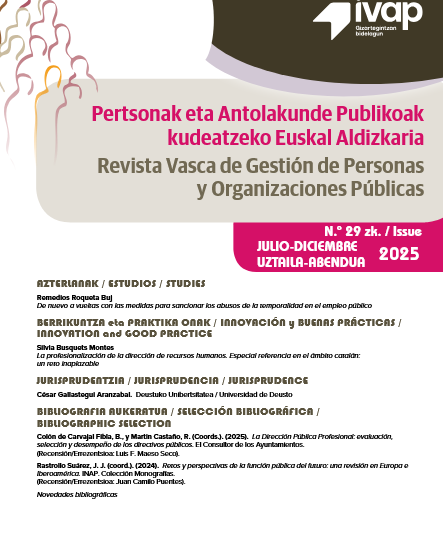 ivap
Gizartegintzan
bidelagun
Pertsonak eta Antolakunde Publikoak
kudeatzeko Euskal Aldizkaria
Revista Vasca de Gestión de Personas
y Organizaciones Públicas
N.º 29 zk. / Issue
JULIO-DICIEMBRE
UZTAILA-ABENDUA
2025
AZTERLANAK / ESTUDIOS / STUDIES
Remedios Roqueta Buj
De nuevo a vueltas con las medidas para sancionar los abusos de la temporalidad en el empleo público
BERRIKUNTZA eta PRAKTIKA ONAK / INNOVACIÓN y BUENAS PRÁCTICAS /
INNOVATION and GOOD PRACTICE
Silvia Busquets Montes
La profesionalización de la dirección de recursos humanos. Especial referencia en el ámbito catalán:
un reto inaplazable
JURISPRUDENTZIA / JURISPRUDENCIA / JURISPRUDENCE
César Gallastegui Aranzabal. Deustuko Unibertsitatea / Universidad de Deusto
BIBLIOGRAFIA AUKERATUA / SELECCIÓN BIBLIOGRÁFICA /
BIBLIOGRAPHIC SELECTION
Colón de Carvajal Fibla, B., y Martín Castaño, R. (Coords.). (2025). La Dirección Pública Profesional: evaluación,
selección y desempeño de los directivos públicos. El Consultor de los Ayuntamientos.
(Recensión/Errezentsioa: Luis F. Maeso Seco).
Rastrollo Suárez, J. J. (coord.). (2024). Retos y perspectivas de la función pública del futuro: una revisión en Europa e
Iberoamérica. INAP. Colección Monografías.
(Recensión/Errezentsioa: Juan Camilo Puentes).
Novedades bibliográficas